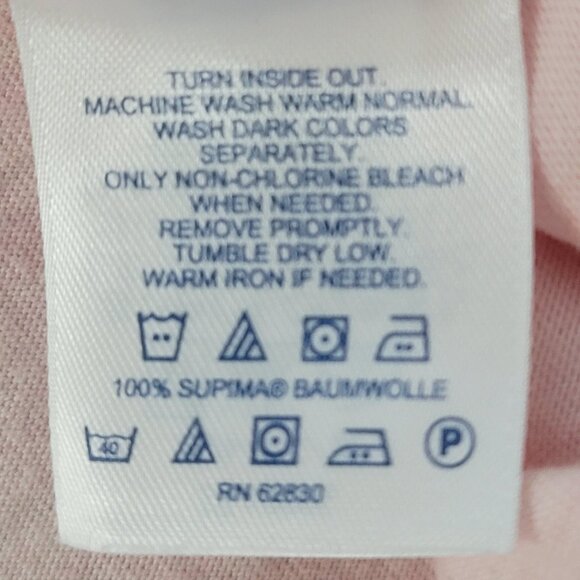 TURN INSIDE OUT.
MACHINE WASH WARM NORMAL.
WASH DARK COLORS
SEPARATELY.
ONLY NON-CHLORINE BLEACH
WHEN NEEDED.
REMOVE PROMPTLY.
TUMBLE DRY LOW.
WARM IRON IF NEEDED.
100% SUPIMA® BAUMWOLLE
40 P
RN 62830